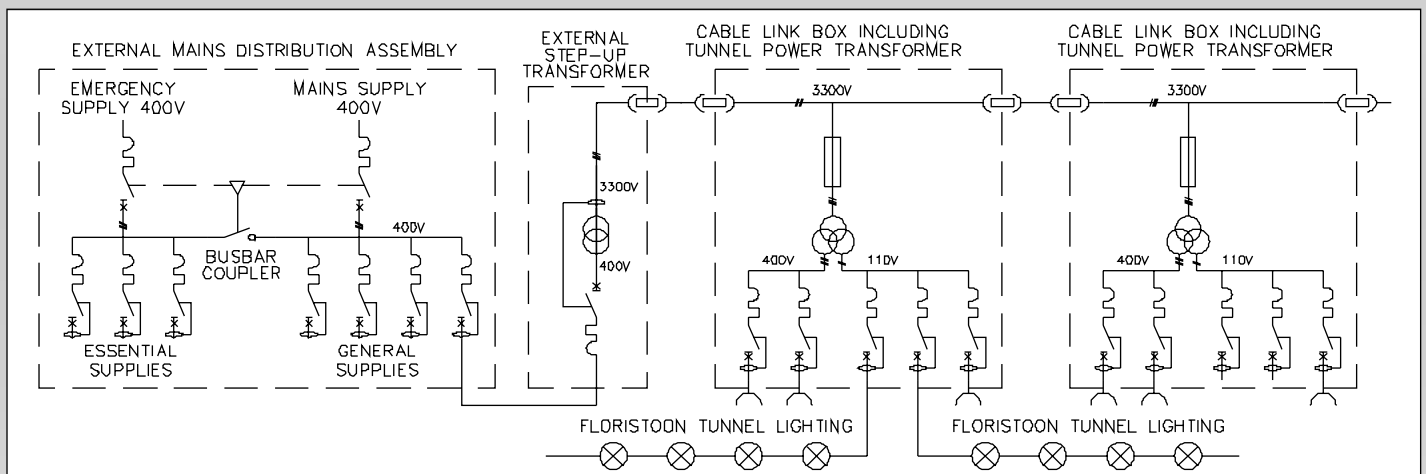 EXTERNAL MAINS DISTRIBUTION ASSEMBLY
EMERGENCY
SUPPLY 400V
MAINS SUPPLY
400V
400V
BUSBAR
COUPLER
ESSENTIAL
SUPPLIES
GENERAL
SUPPLIES
EXTERNAL
STEP-UP
TRANSFORMER
3300V
400V
CABLE LINK BOX INCLUDING
TUNNEL POWER TRANSFORMER
3300V
400V
110V
CABLE LINK BOX INCLUDING
TUNNEL POWER TRANSFORMER
3300V
400V
110V
FLORISTOON TUNNEL LIGHTING
FLORISTOON TUNNEL LIGHTING